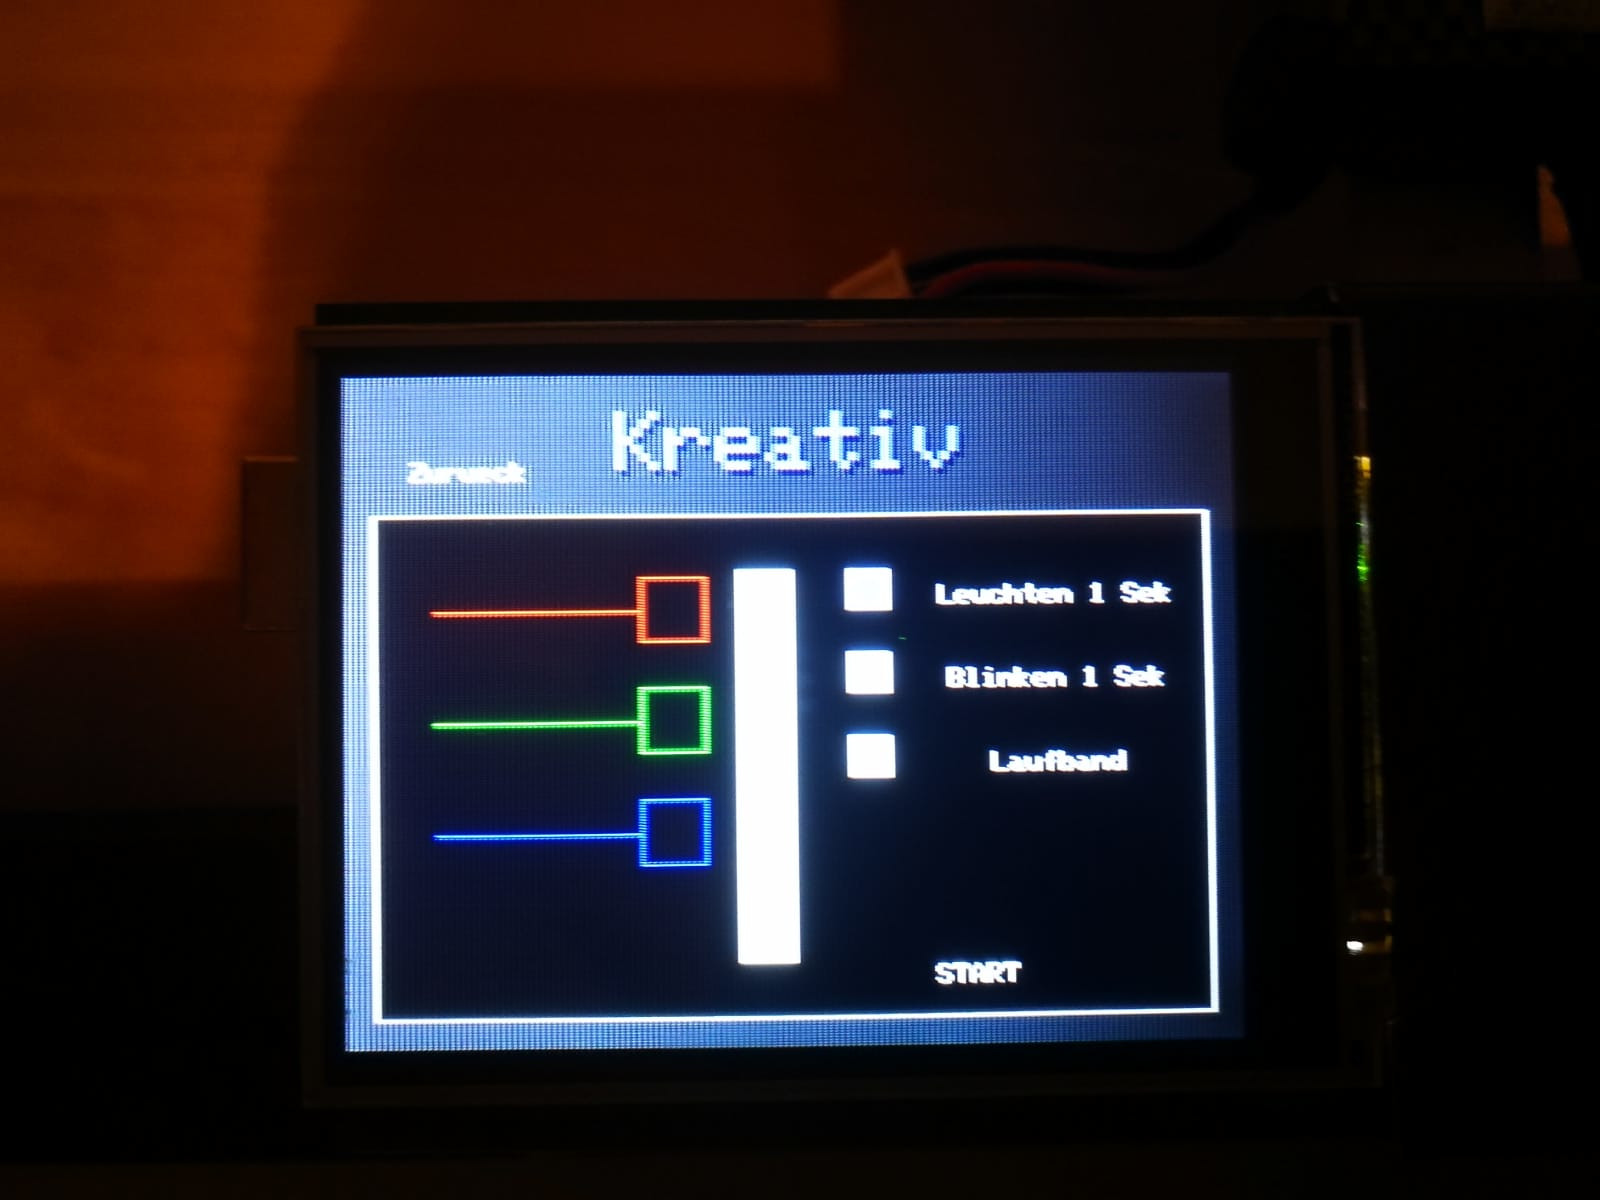 Kreativ
Zurueck
Leuchten 1 Sek
Blinken 1 Sek
Laufband
START